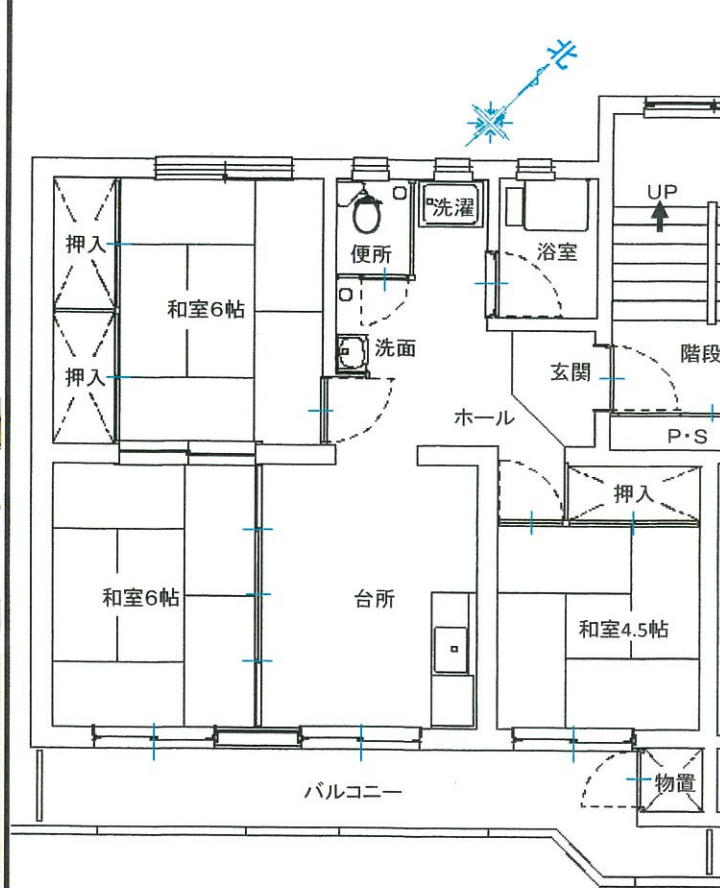 北
UP
押入
洗濯
便所
浴室
和室6帖
押入
洗面
玄関
階段
ホール
P・S
押入
和室6帖
台所
和室4.5帖
バルコニー
物置